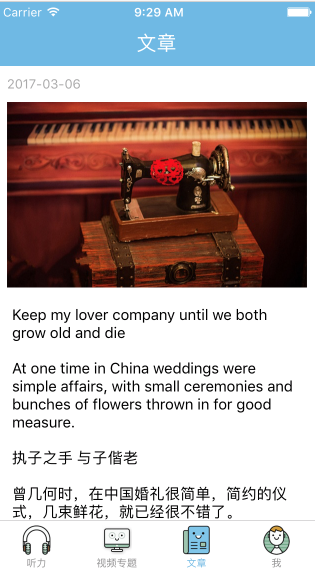 Carrier 9:29 AM
文章
2017-03-06
Keep my lover company until we both
grow old and die
At one time in China weddings were
simple affairs, with small ceremonies and
bunches of flowers thrown in for good
measure.
执子之手 与子偕老
曾几何时，在中国婚礼很简单，简约的仪
式，几束鲜花，就已经很不错了。
听力 视频专题 文章 我